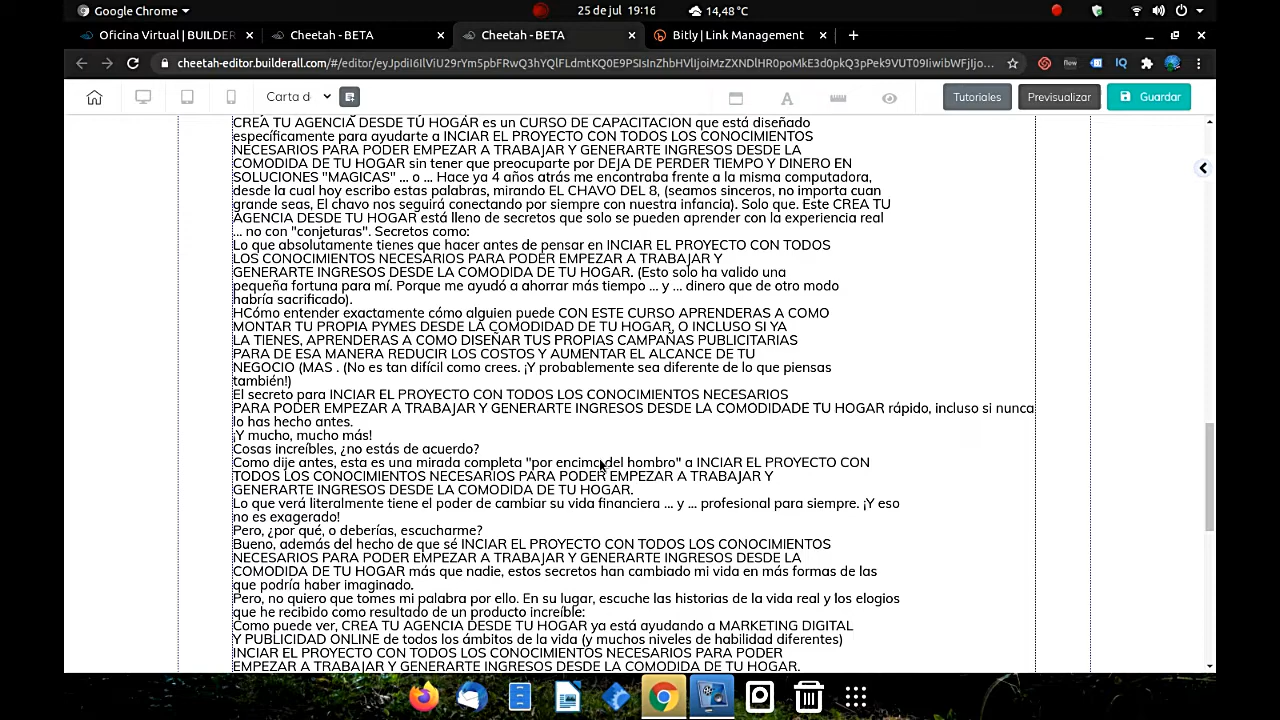 Google Chrome
25 de jul 19:16
14,48 °C
Oficina Virtual | BUILDER
Cheetah - BETA
Cheetah - BETA
Bitly | Link Management
cheetah-editor.builderall.com/#/editor/
Carta d
Tutoriales
Previsualizar
Guardar
CREA TU AGENCIA DESDE TU HOGAR es un CURSO DE CAPACITACION que está diseñado
específicamente para ayudarte a INCIAR EL PROYECTO CON TODOS LOS CONOCIMIENTOS
NECESARIOS PARA PODER EMPEZAR A TRABAJAR Y GENERARTE INGRESOS DESDE LA
COMODIDA DE TU HOGAR sin tener que preocuparte por DEJA DE PERDER TIEMPO Y DINERO EN
SOLUCIONES "MAGICAS" ... o ... Hace ya 4 años atrás me encontraba frente a la misma computadora,
desde la cual hoy escribo estas palabras, mirando EL CHAVO DEL 8, (seamos sinceros, no importa cuan
grande seas, El chavo nos seguirá conectando por siempre con nuestra infancia). Solo que. Este CREA TU
AGENCIA DESDE TU HOGAR está lleno de secretos que solo se pueden aprender con la experiencia real
... no con "conjeturas". Secretos como:
Lo que absolutamente tienes que hacer antes de pensar en INCIAR EL PROYECTO CON TODOS
LOS CONOCIMIENTOS NECESARIOS PARA PODER EMPEZAR A TRABAJAR Y
GENERARTE INGRESOS DESDE LA COMODIDA DE TU HOGAR. (Esto solo ha valido una
pequeña fortuna para mí. Porque me ayudó a ahorrar más tiempo ... y ... dinero que de otro modo
habría sacrificado).
HCómo entender exactamente cómo alguien puede CON ESTE CURSO APRENDERAS A COMO
MONTAR TU PROPIA PYMES DESDE LA COMODIDAD DE TU HOGAR, O INCLUSO SI YA
LA TIENES, APRENDERAS A COMO DISEÑAR TUS PROPIAS CAMPAÑAS PUBLICITARIAS
PARA DE ESA MANERA REDUCIR LOS COSTOS Y AUMENTAR EL ALCANCE DE TU
NEGOCIO (MAS . (No es tan difícil como crees. ¡Y probablemente sea diferente de lo que piensas
también!)
El secreto para INCIAR EL PROYECTO CON TODOS LOS CONOCIMIENTOS NECESARIOS
PARA PODER EMPEZAR A TRABAJAR Y GENERARTE INGRESOS DESDE LA COMODIDADE TU HOGAR rápido, incluso si nunca
lo has hecho antes.
¡Y mucho, mucho más!
Cosas increíbles, ¿no estás de acuerdo?
Como dije antes, esta es una mirada completa "por encima del hombro" a INCIAR EL PROYECTO CON
TODOS LOS CONOCIMIENTOS NECESARIOS PARA PODER EMPEZAR A TRABAJAR Y
GENERARTE INGRESOS DESDE LA COMODIDA DE TU HOGAR.
Lo que verá literalmente tiene el poder de cambiar su vida financiera ... y ... profesional para siempre. ¡Y eso
no es exagerado!
Pero, ¿por qué, o deberías, escucharme?
Bueno, además del hecho de que sé INCIAR EL PROYECTO CON TODOS LOS CONOCIMIENTOS
NECESARIOS PARA PODER EMPEZAR A TRABAJAR Y GENERARTE INGRESOS DESDE LA
COMODIDA DE TU HOGAR más que nadie, estos secretos han cambiado mi vida en más formas de las
que podría haber imaginado.
Pero, no quiero que tomes mi palabra por ello. En su lugar, escuche las historias de la vida real y los elogios
que he recibido como resultado de un producto increíble:
Como puede ver, CREA TU AGENCIA DESDE TU HOGAR ya está ayudando a MARKETING DIGITAL
Y PUBLICIDAD ONLINE de todos los ámbitos de la vida (y muchos niveles de habilidad diferentes)
INCIAR EL PROYECTO CON TODOS LOS CONOCIMIENTOS NECESARIOS PARA PODER
EMPEZAR A TRABAJAR Y GENERARTE INGRESOS DESDE LA COMODIDA DE TU HOGAR.